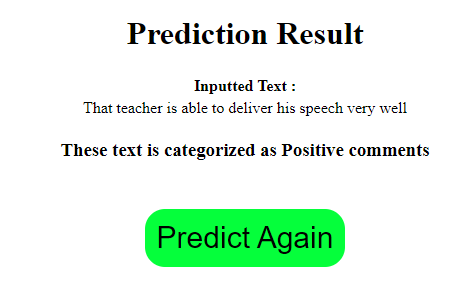 Prediction Result
Inputted Text :
That teacher is able to deliver his speech very well
These text is categorized as Positive comments
Predict Again